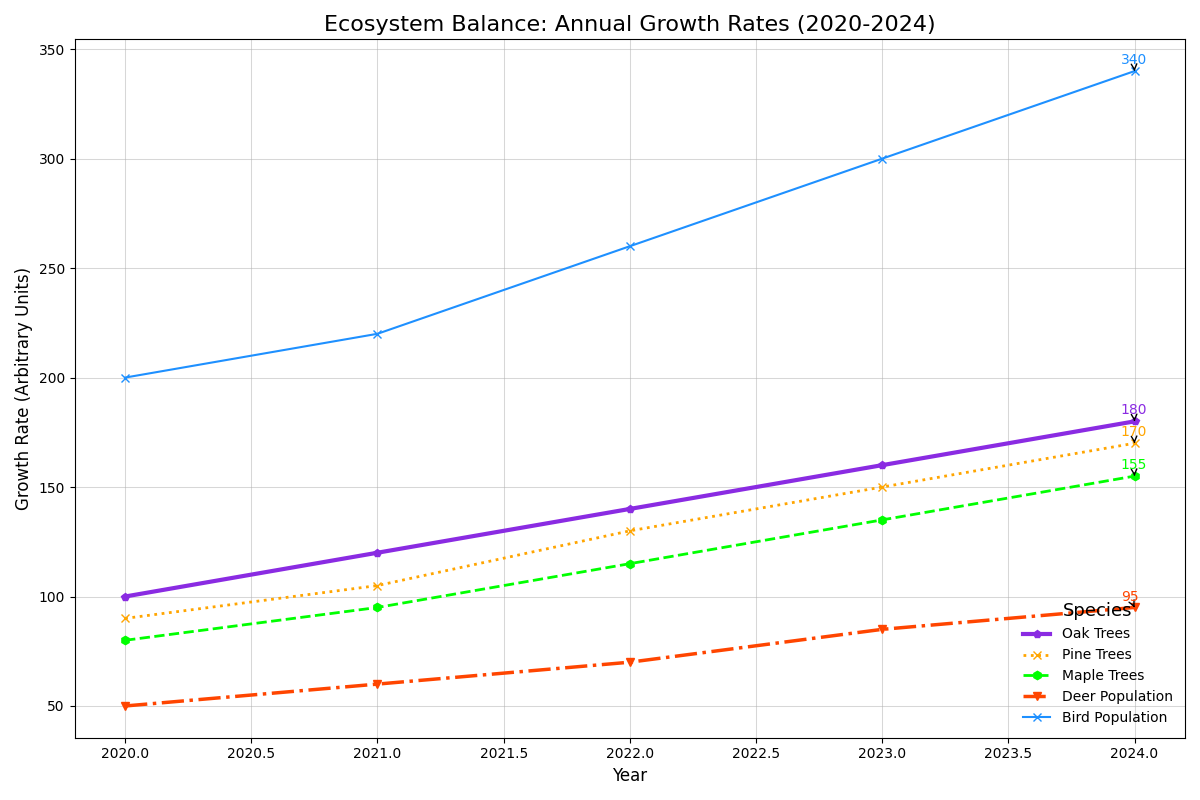 Ecosystem Balance: Annual Growth Rates (2020-2024)
Growth Rate (Arbitrary Units)
350
300
250
200
150
100
50
340
180
170
155
95
Species
Oak Trees
Pine Trees
Maple Trees
Deer Population
Bird Population
2020.0 2020.5 2021.0 2021.5 2022.0 2022.5 2023.0 2023.5 2024.0
Year